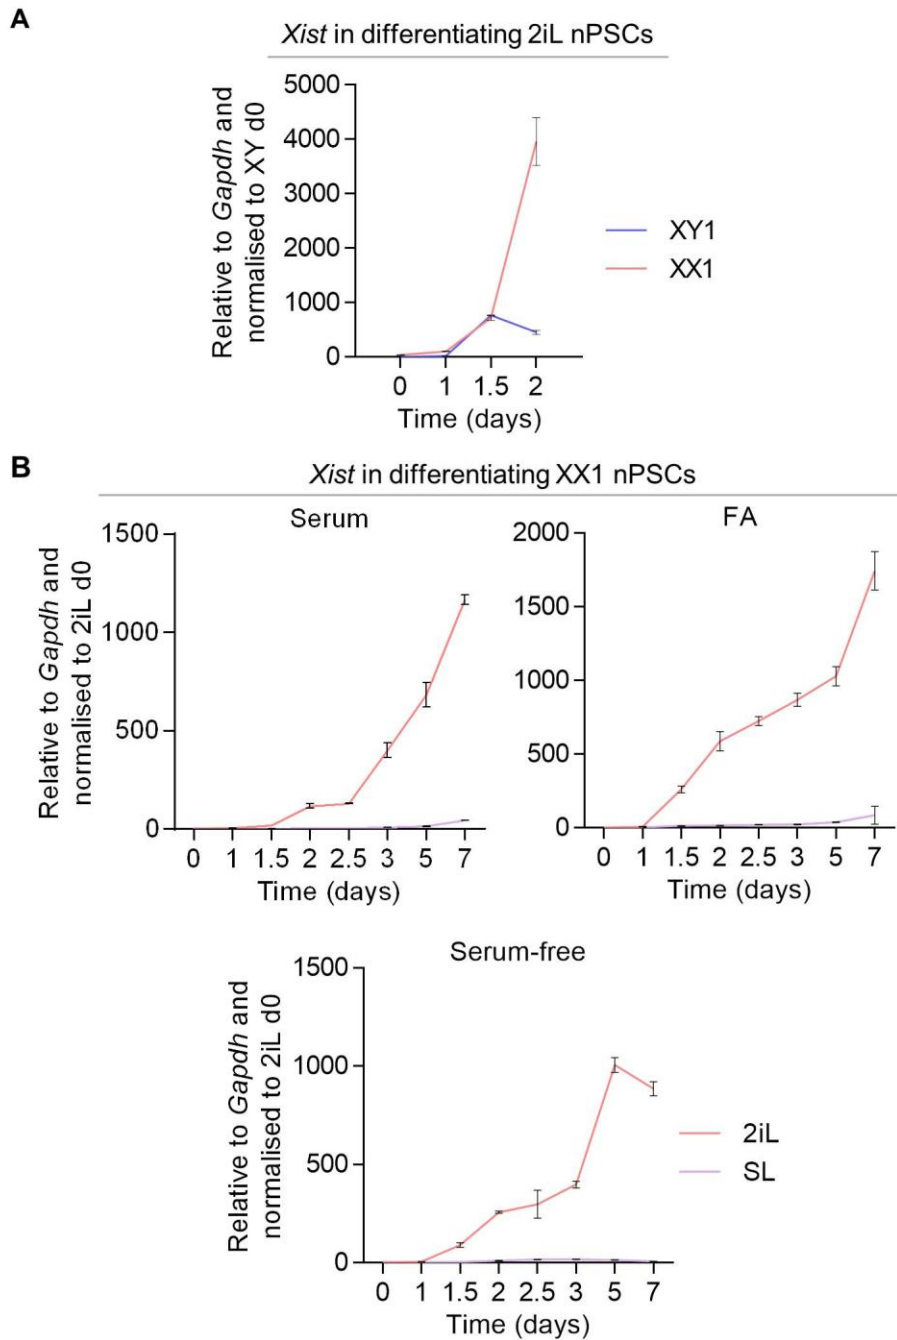 A
Xist in differentiating 2iL nPSCs
Relative to Gapdh and
normalised to XY d0
5000
4000
3000
2000
1000
0
0 1 1.5 2
Time (days)
XY1
XX1
B
Xist in differentiating XX1 nPSCs
Serum
Relative to Gapdh and
normalised to 2iL d0
1500
1000
500
0
0 1 1.5 2 2.5 3 5 7
Time (days)
FA
2000
1500
1000
500
0
0 1 1.5 2 2.5 3 5 7
Time (days)
Serum-free
Relative to Gapdh and
normalised to 2iL d0
1500
1000
500
0
0 1 1.5 2 2.5 3 5 7
Time (days)
2iL
SL